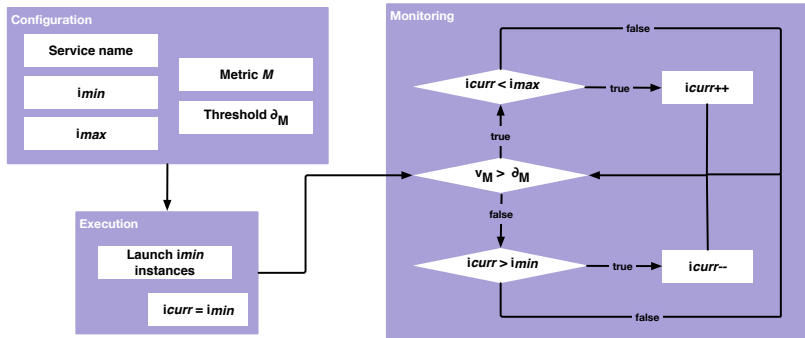 Configuration
Service name
imin
imax
Metric M
Threshold ∂M
Execution
Launch imin
instances
icurr = imin
Monitoring
false
icurr < imax
true
icurr++
true
vM > ∂M
false
icurr > imin
true
icurr--
false